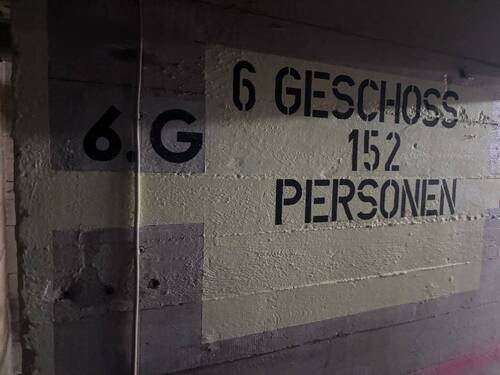 6.G
6 GESCHOSS
152
PERSONEN